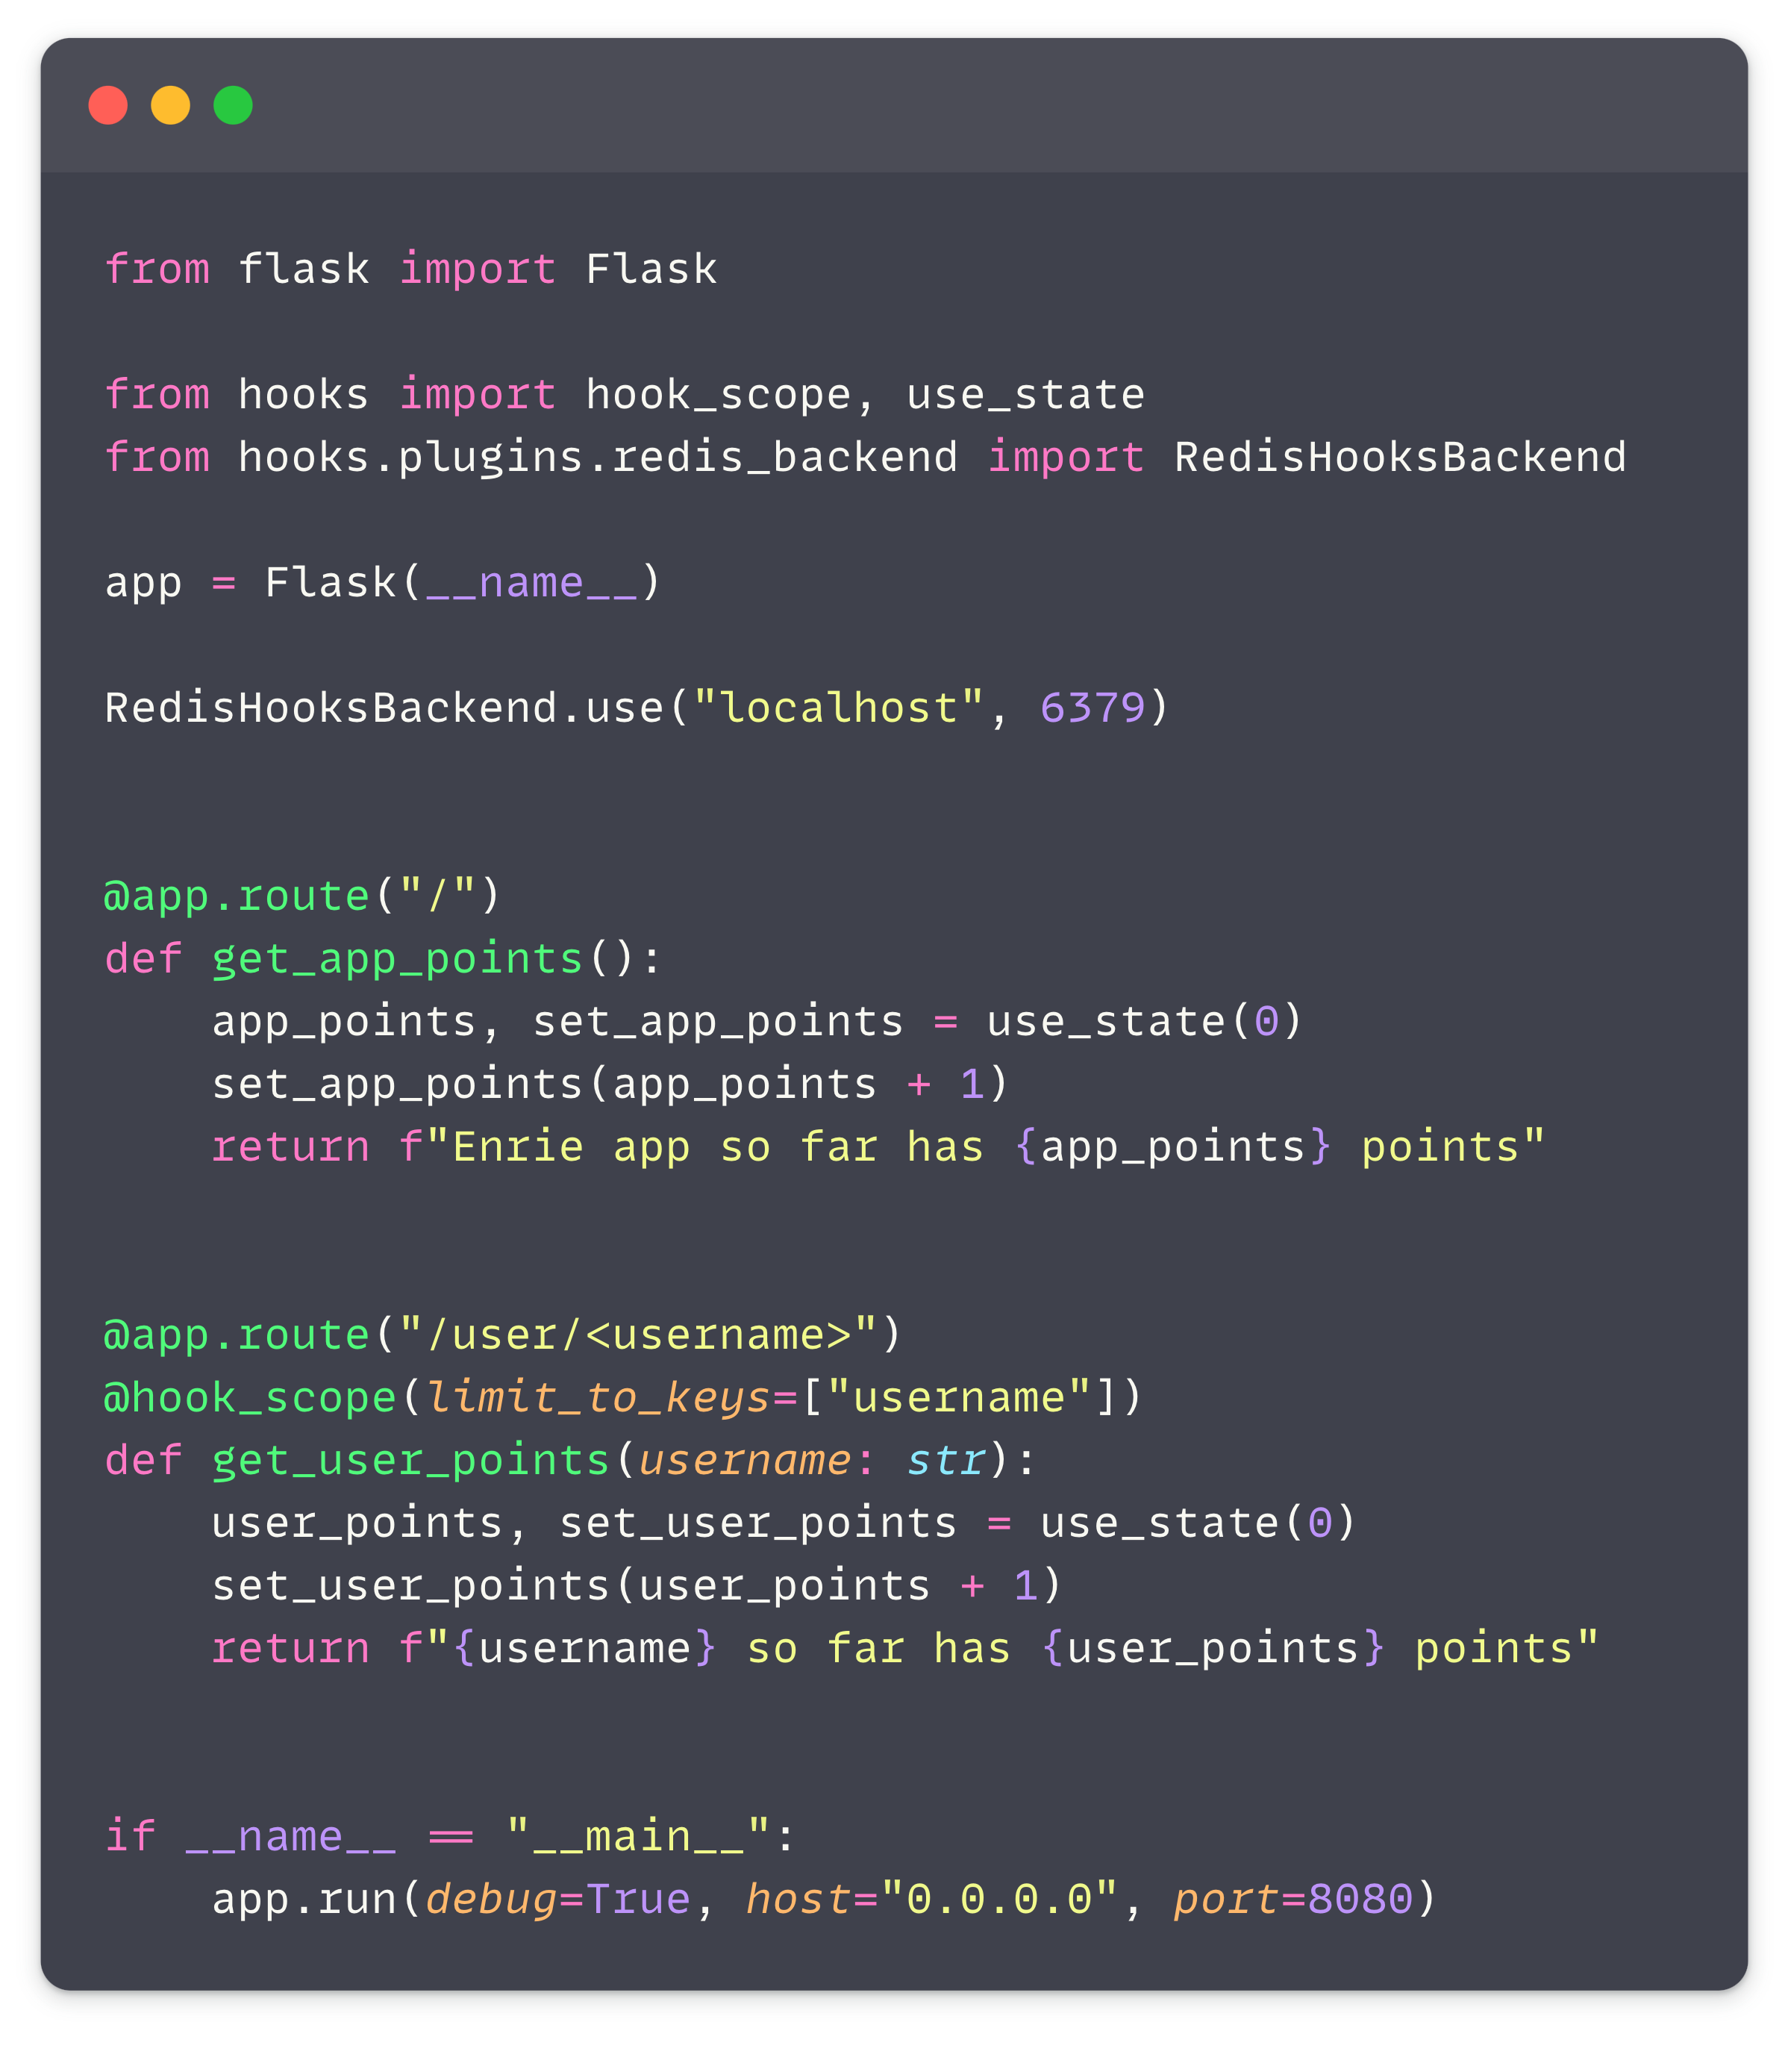 from flask import Flask
from hooks import hook_scope, use_state
from hooks.plugins.redis_backend import RedisHooksBackend
app = Flask(__name__)
RedisHooksBackend.use("localhost", 6379)
@app.route("/")
def get_app_points():
    app_points, set_app_points = use_state(0)
    set_app_points(app_points + 1)
    return f"Enrie app so far has {app_points} points"
@app.route("/user/<username>")
@hook_scope(limit_to_keys=["username"])
def get_user_points(username: str):
    user_points, set_user_points = use_state(0)
    set_user_points(user_points + 1)
    return f"{username} so far has {user_points} points"
if __name__ == "__main__":
    app.run(debug=True, host="0.0.0.0", port=8080)